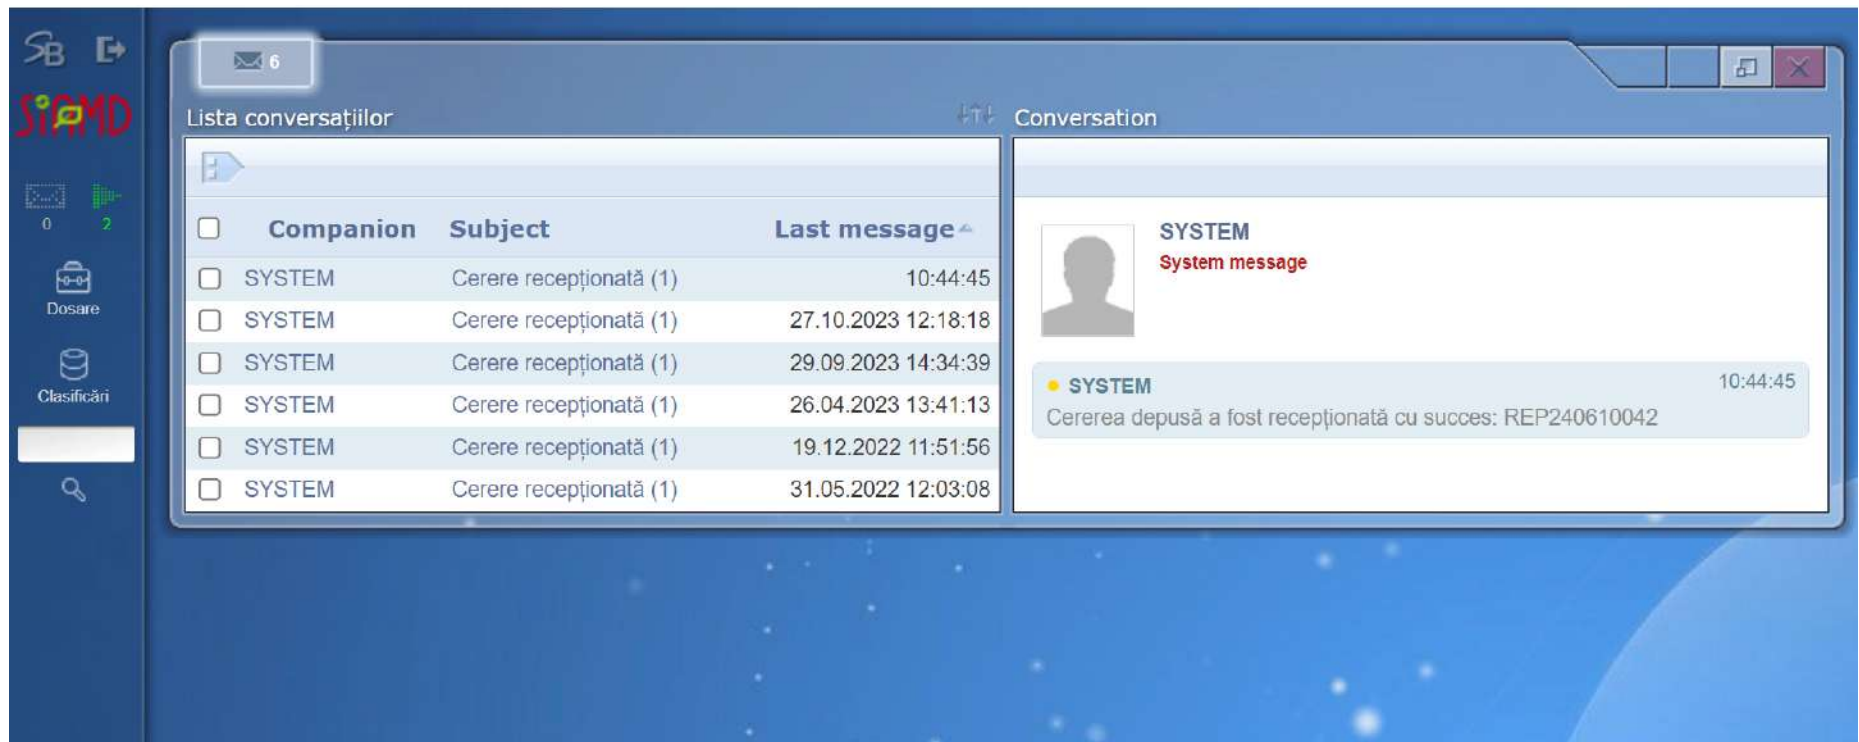 SB
SiAMD
0 2
Dosare
Clasificări
6
Lista conversațiilor
Companion Subject Last message
SYSTEM Cerere recepționată (1) 10:44:45
SYSTEM Cerere recepționată (1) 27.10.2023 12:18:18
SYSTEM Cerere recepționată (1) 29.09.2023 14:34:39
SYSTEM Cerere recepționată (1) 26.04.2023 13:41:13
SYSTEM Cerere recepționată (1) 19.12.2022 11:51:56
SYSTEM Cerere recepționată (1) 31.05.2022 12:03:08
Conversation
SYSTEM
System message
SYSTEM 10:44:45
Cererea depusă a fost recepționată cu succes: REP240610042